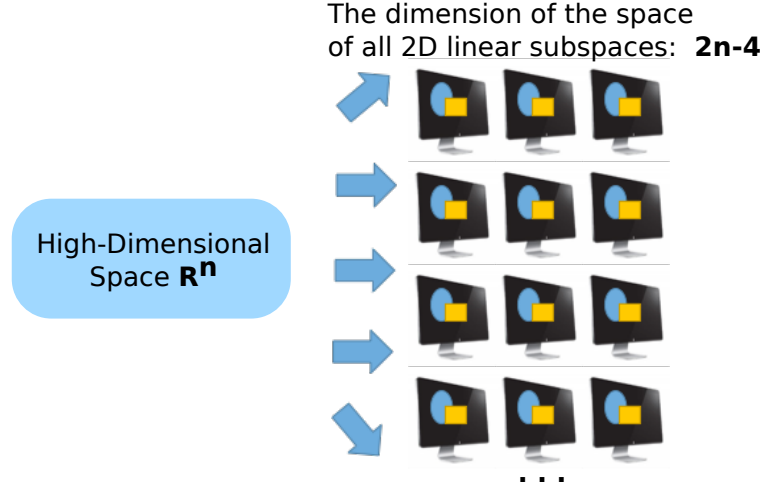 The dimension of the space
of all 2D linear subspaces: 2n-4
High-Dimensional
Space Rⁿ